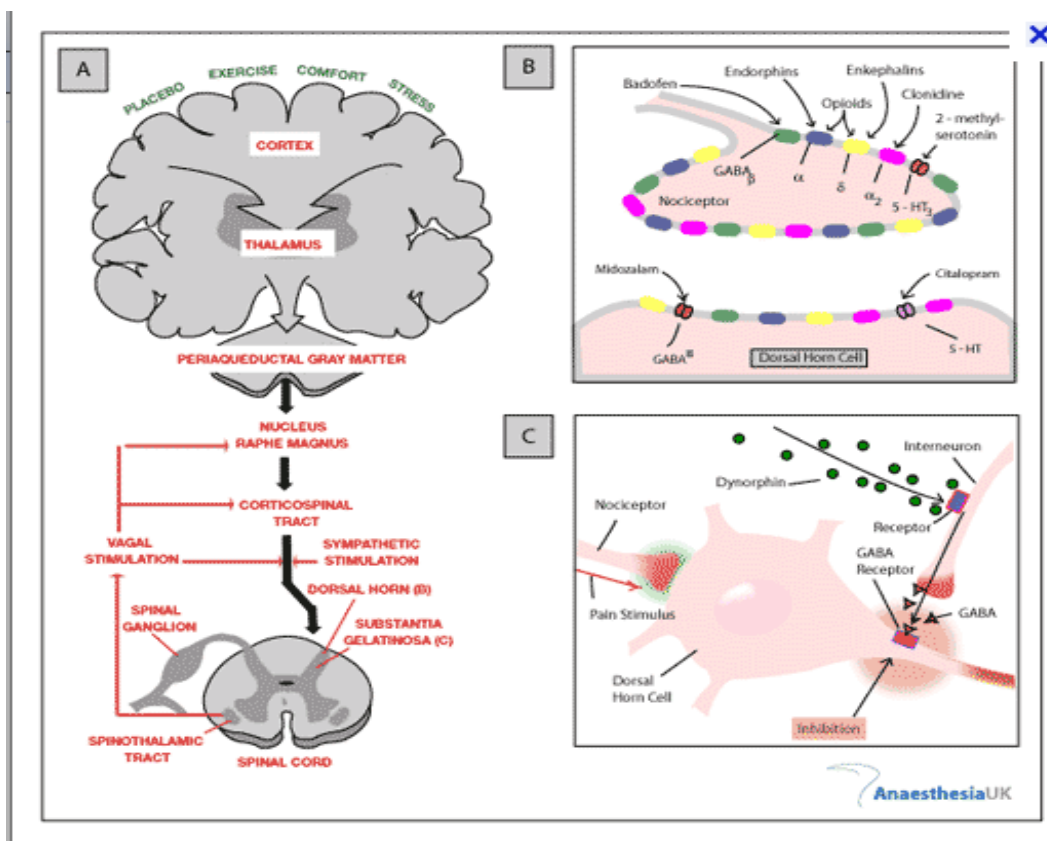 A
PLACEBO
EXERCISE
COMFORT
STRESS
CORTEX
THALAMUS
PERIAQUEDUCTAL GRAY MATTER
NUCLEUS
RAPHE MAGNUS
CORTICOSPINAL
TRACT
VAGAL
STIMULATION
SYMPATHETIC
STIMULATION
DORSAL HORN (B)
SPINAL
GANGLION
SUBSTANTIA
GELATINOSA (C)
SPINOTHALAMIC
TRACT
SPINAL CORD
B
Badofen
Endorphins
Enkephalins
Opioids
Clonidine
2 - methyl-
serotonin
GABA β
α
δ
α2
5 - HT3
Nociceptor
Midozalam
Citalopram
GABA
5 - HT
Dorsal Horn Cell
C
Interneuron
Dynorphin
Nociceptor
Receptor
GABA
Receptor
Pain Stimulus
GABA
Dorsal
Horn Cell
Inhibition
AnaesthesiaUK